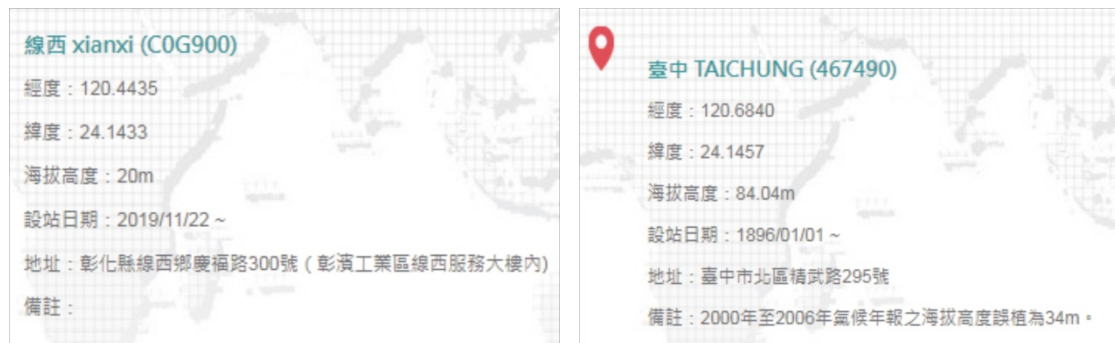 線西 xianxi (C0G900)
經度：120.4435
緯度：24.1433
海拔高度：20m
設站日期：2019/11/22 ~
地址：彰化縣線西鄉慶福路300號 ( 彰濱工業區線西服務大樓內)
備註：
臺中 TAICHUNG (467490)
經度：120.6840
緯度：24.1457
海拔高度：84.04m
設站日期：1896/01/01 ~
地址：臺中市北區精武路295號
備註：2000年至2006年氣候年報之海拔高度誤植為34m。